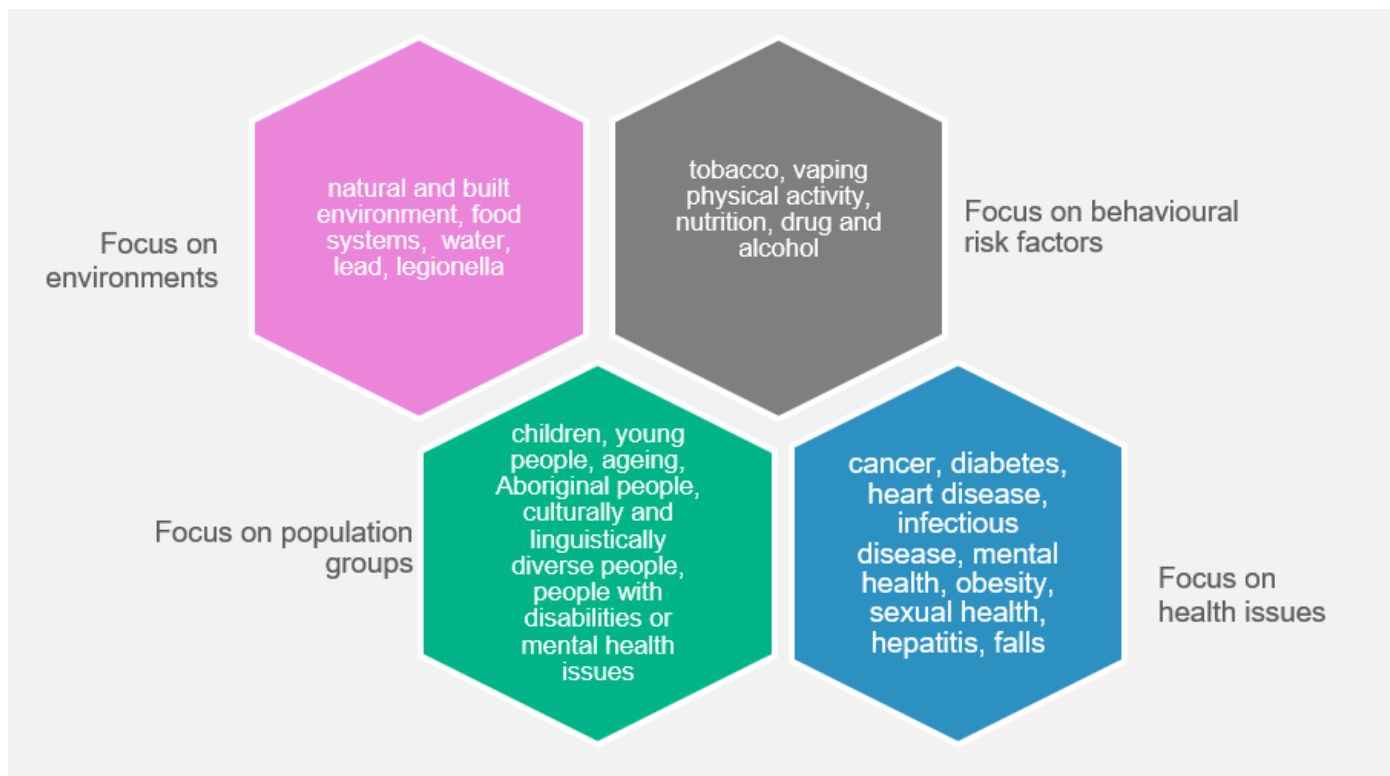 natural and built
environment, food
systems,  water,
lead, legionella
Focus on
environments
tobacco, vaping
physical activity,
nutrition, drug and
alcohol
Focus on behavioural
risk factors
Focus on population
groups
children, young
people, ageing,
Aboriginal people,
culturally and
linguistically
diverse people,
people with
disabilities or
mental health
issues
cancer, diabetes,
heart disease,
infectious
disease, mental
health, obesity,
sexual health,
hepatitis, falls
Focus on
health issues